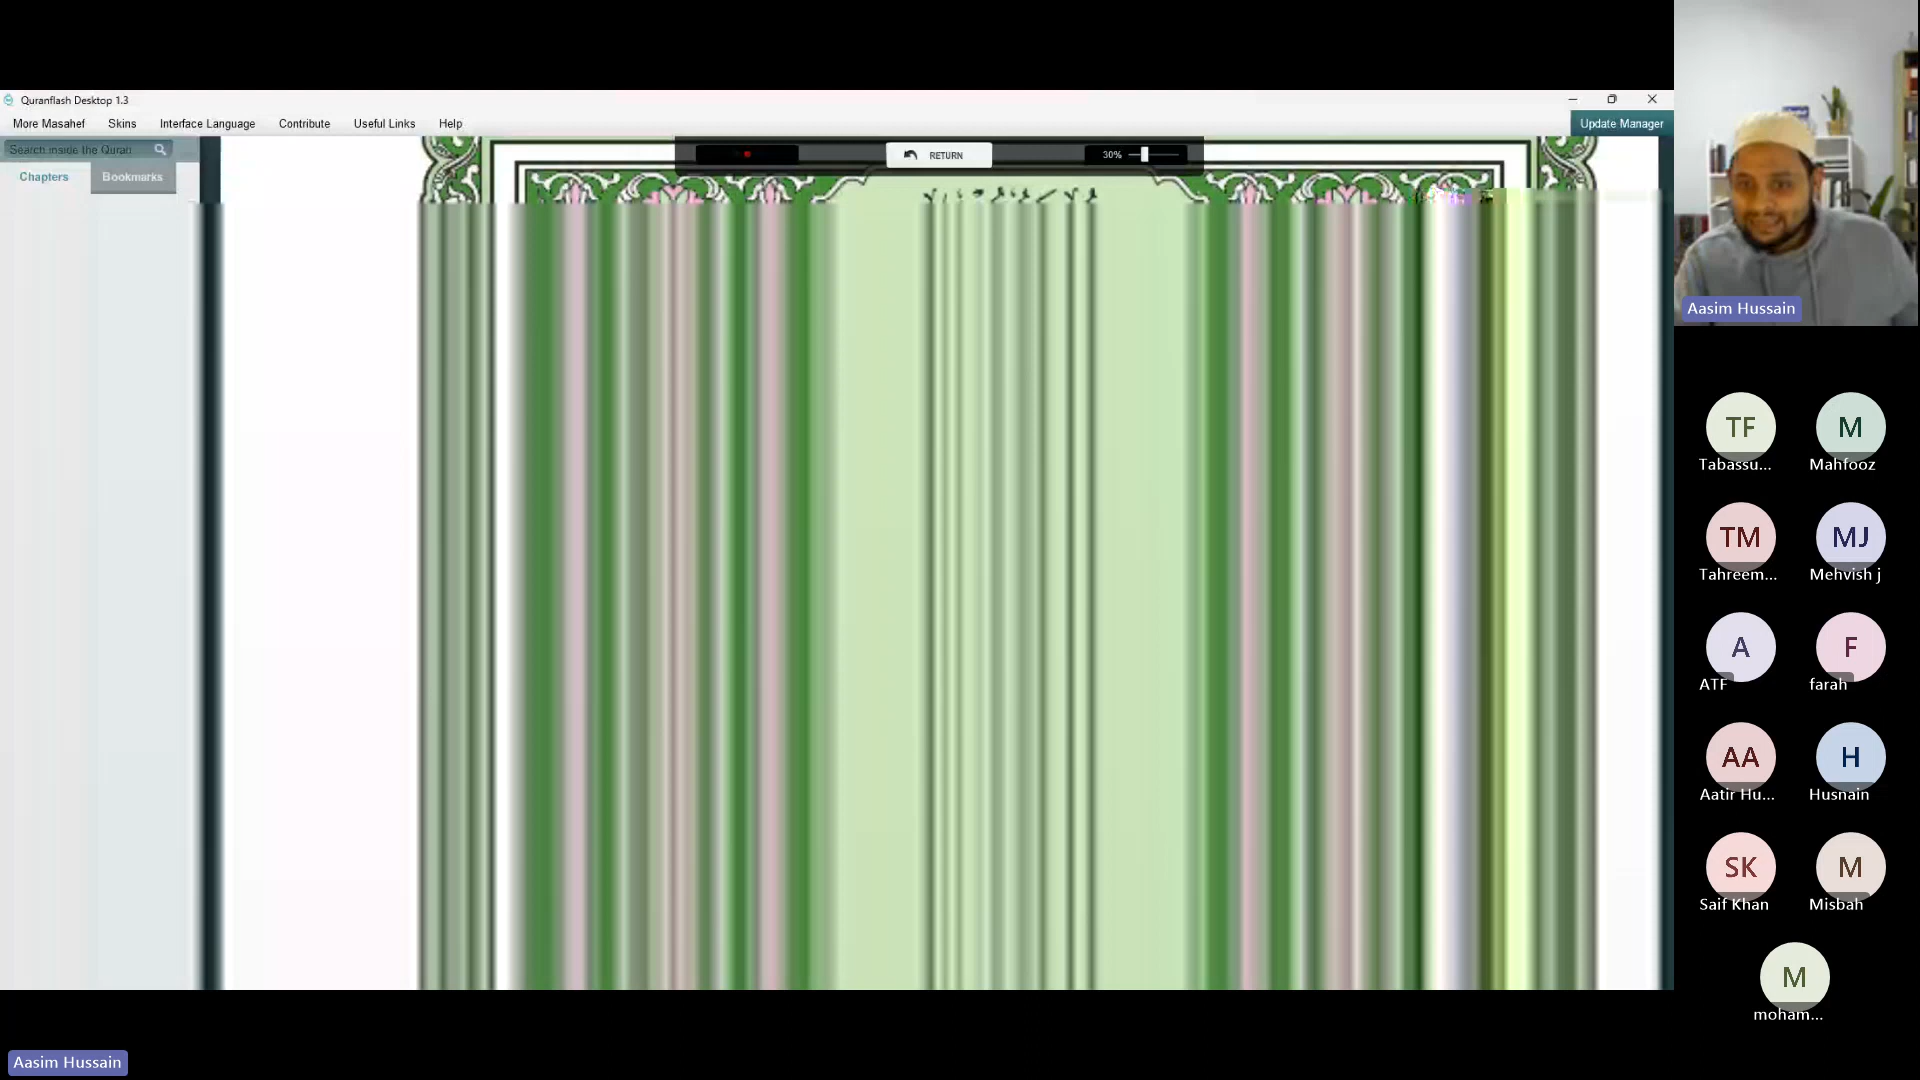 Quranflash Desktop 1.3
More Masahef Skins Interface Language Contribute Useful Links Help
Update Manager
Search inside the Quran
Chapters Bookmarks
RETURN
30%
Aasim Hussain
TF M
Tabassu... Mahfooz
TM MJ
Tahreem... Mehvish j
A F
ATF farah
AA H
Aatir Hu... Husnain
SK M
Saif Khan Misbah
M
moham...
Aasim Hussain